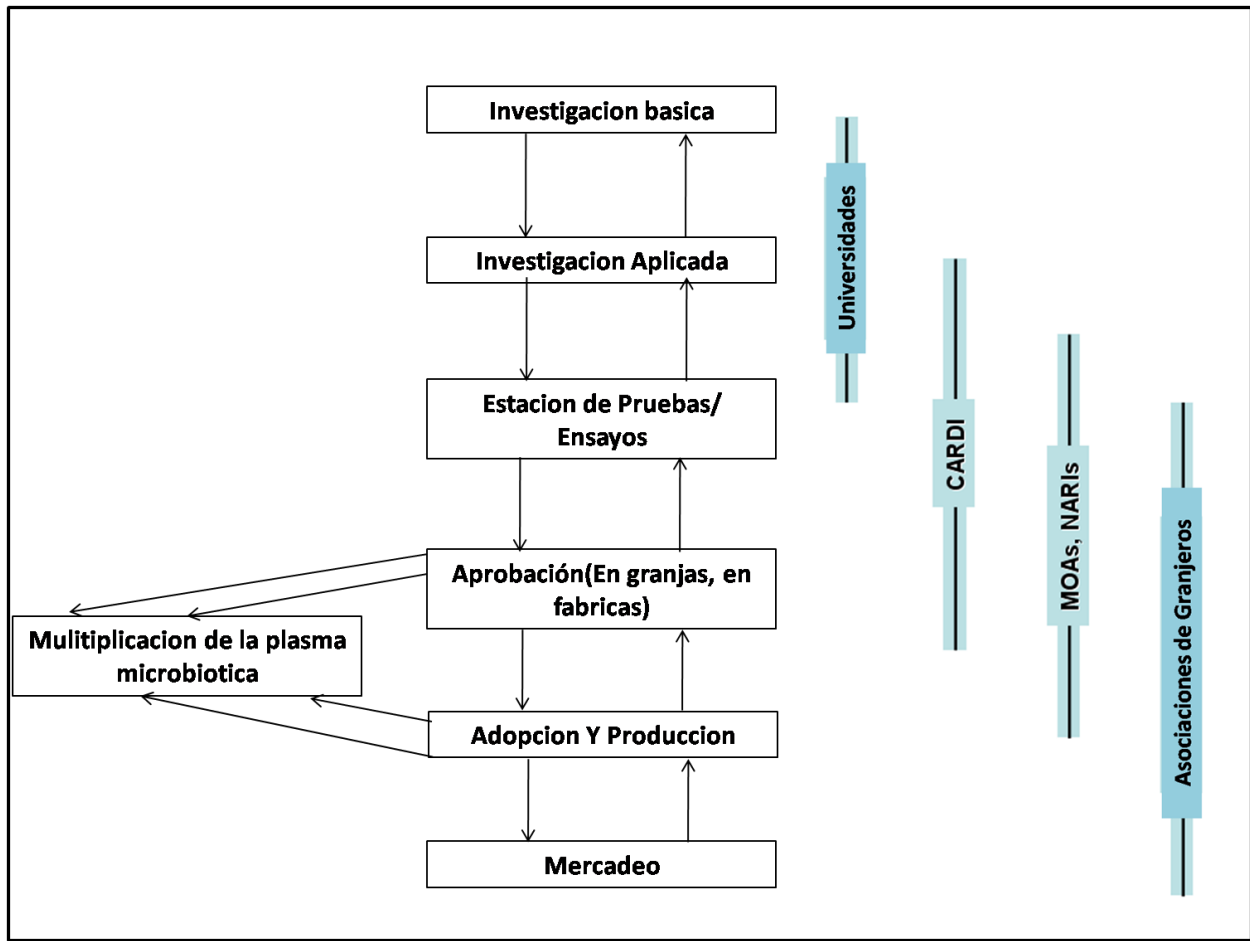 Investigacion basica
Investigacion Aplicada
Estacion de Pruebas/
Ensayos
Aprobación(En granjas, en
fabricas)
Mulitiplicacion de la plasma
microbiotica
Adopcion Y Produccion
Mercadeo
Universidades
CARDI
MOAs, NARIs
Asociaciones de Granjeros